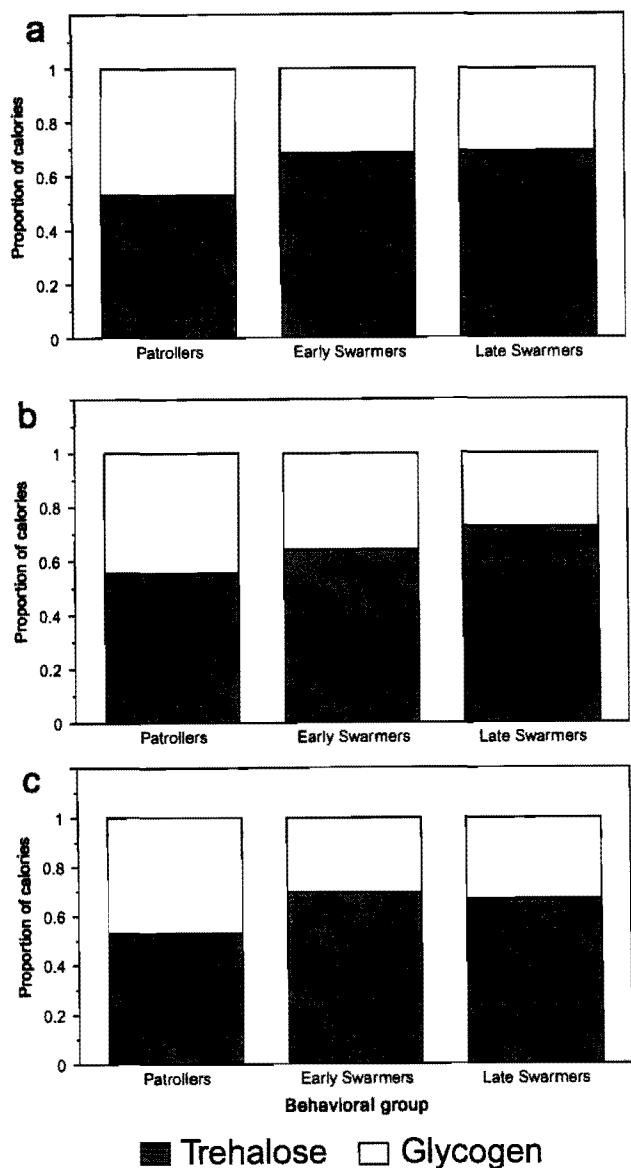 a
Proportion of calories
1
0.8
0.6
0.4
0.2
0
Patrollers Early Swarmers Late Swarmers
b
Proportion of calories
1
0.8
0.6
0.4
0.2
0
Patrollers Early Swarmers Late Swarmers
c
Proportion of calories
1
0.8
0.6
0.4
0.2
0
Patrollers Early Swarmers Late Swarmers
Behavioral group
Trehalose Glycogen